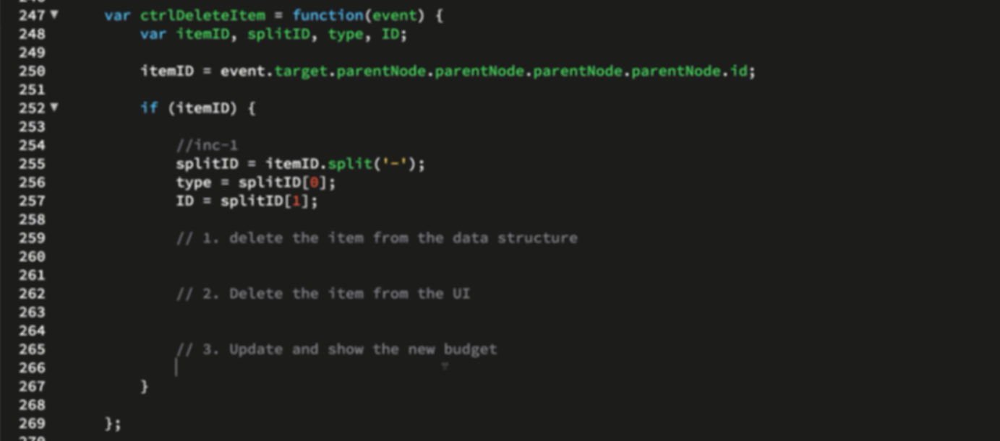 247 ▼ var ctrlDeleteItem = function(event) {
248 var itemID, splitID, type, ID;
249
250 itemID = event.target.parentNode.parentNode.parentNode.parentNode.id;
251
252 ▼ if (itemID) {
253
254 //inc-1
255 splitID = itemID.split('-');
256 type = splitID[0];
257 ID = splitID[1];
258
259 // 1. delete the item from the data structure
260
261
262 // 2. Delete the item from the UI
263
264
265 // 3. Update and show the new budget
266
267 }
268
269 };